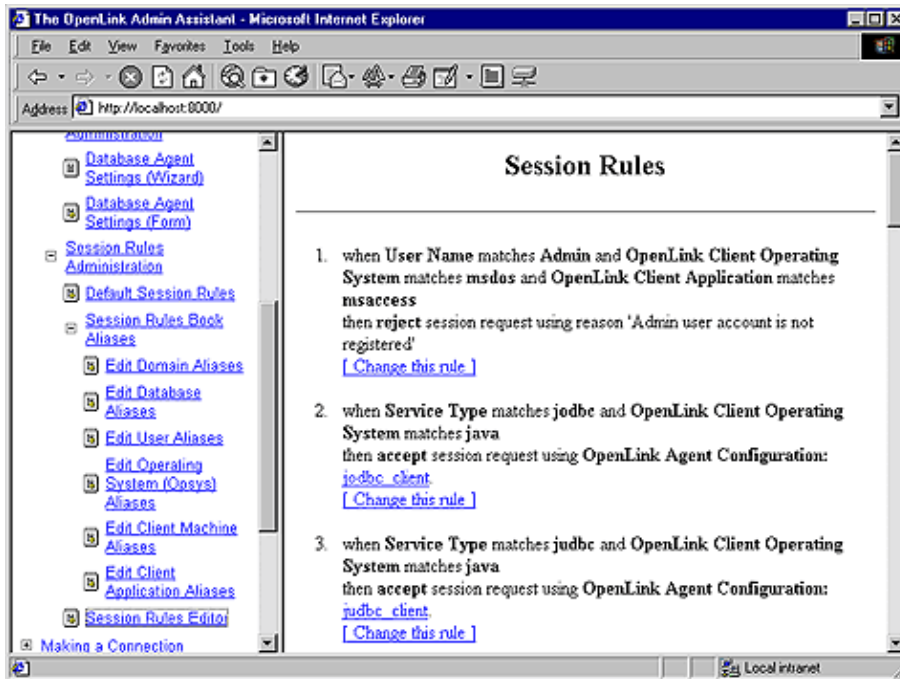 The OpenLink Admin Assistant - Microsoft Internet Explorer
File Edit View Favorites Tools Help
Address http://localhost:8000/
Administration
Database Agent
Settings (Wizard)
Database Agent
Settings (Form)
Session Rules
Administration
Default Session Rules
Session Rules Book
Aliases
Edit Domain Aliases
Edit Database
Aliases
Edit User Aliases
Edit Operating
System (Opsys)
Aliases
Edit Client Machine
Aliases
Edit Client
Application Aliases
Session Rules Editor
Making a Connection
Session Rules
1. when User Name matches Admin and OpenLink Client Operating
System matches msdos and OpenLink Client Application matches
msaccess
then reject session request using reason 'Admin user account is not
registered'
[ Change this rule ]
2. when Service Type matches jodbc and OpenLink Client Operating
System matches java
then accept session request using OpenLink Agent Configuration:
jodbc_client.
[ Change this rule ]
3. when Service Type matches judbc and OpenLink Client Operating
System matches java
then accept session request using OpenLink Agent Configuration:
judbc_client.
[ Change this rule ]
Local intranet